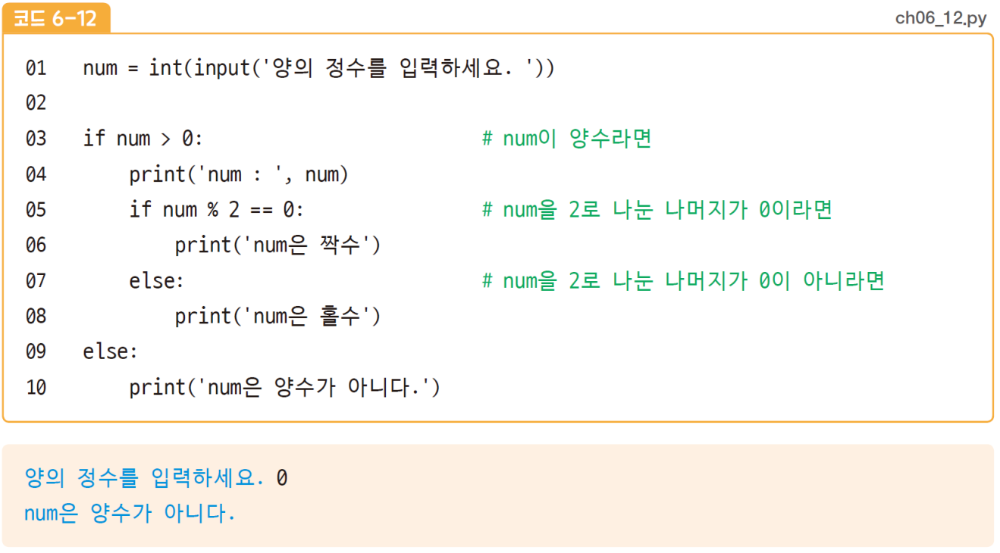 코드 6-12
ch06_12.py
01 num = int(input('양의 정수를 입력하세요. '))
02
03 if num > 0: # num이 양수라면
04     print('num : ', num)
05     if num % 2 == 0: # num을 2로 나눈 나머지가 0이라면
06         print('num은 짝수')
07     else: # num을 2로 나눈 나머지가 0이 아니라면
08         print('num은 홀수')
09 else:
10     print('num은 양수가 아니다.')
양의 정수를 입력하세요. 0
num은 양수가 아니다.